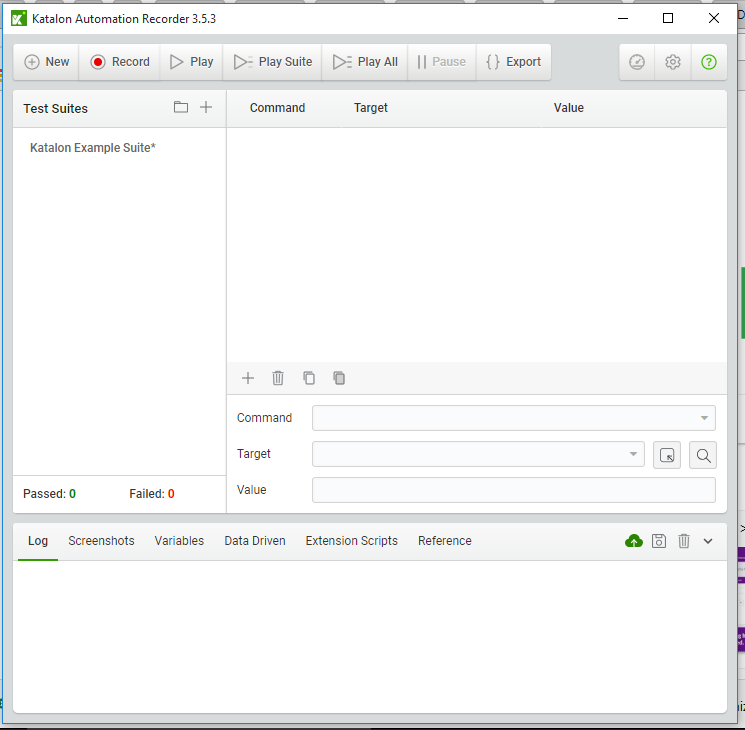 Katalon Automation Recorder 3.5.3
New Record Play Play Suite Play All Pause Export
Test Suites
Command Target Value
Katalon Example Suite*
Command
Target
Value
Passed: 0 Failed: 0
Log Screenshots Variables Data Driven Extension Scripts Reference